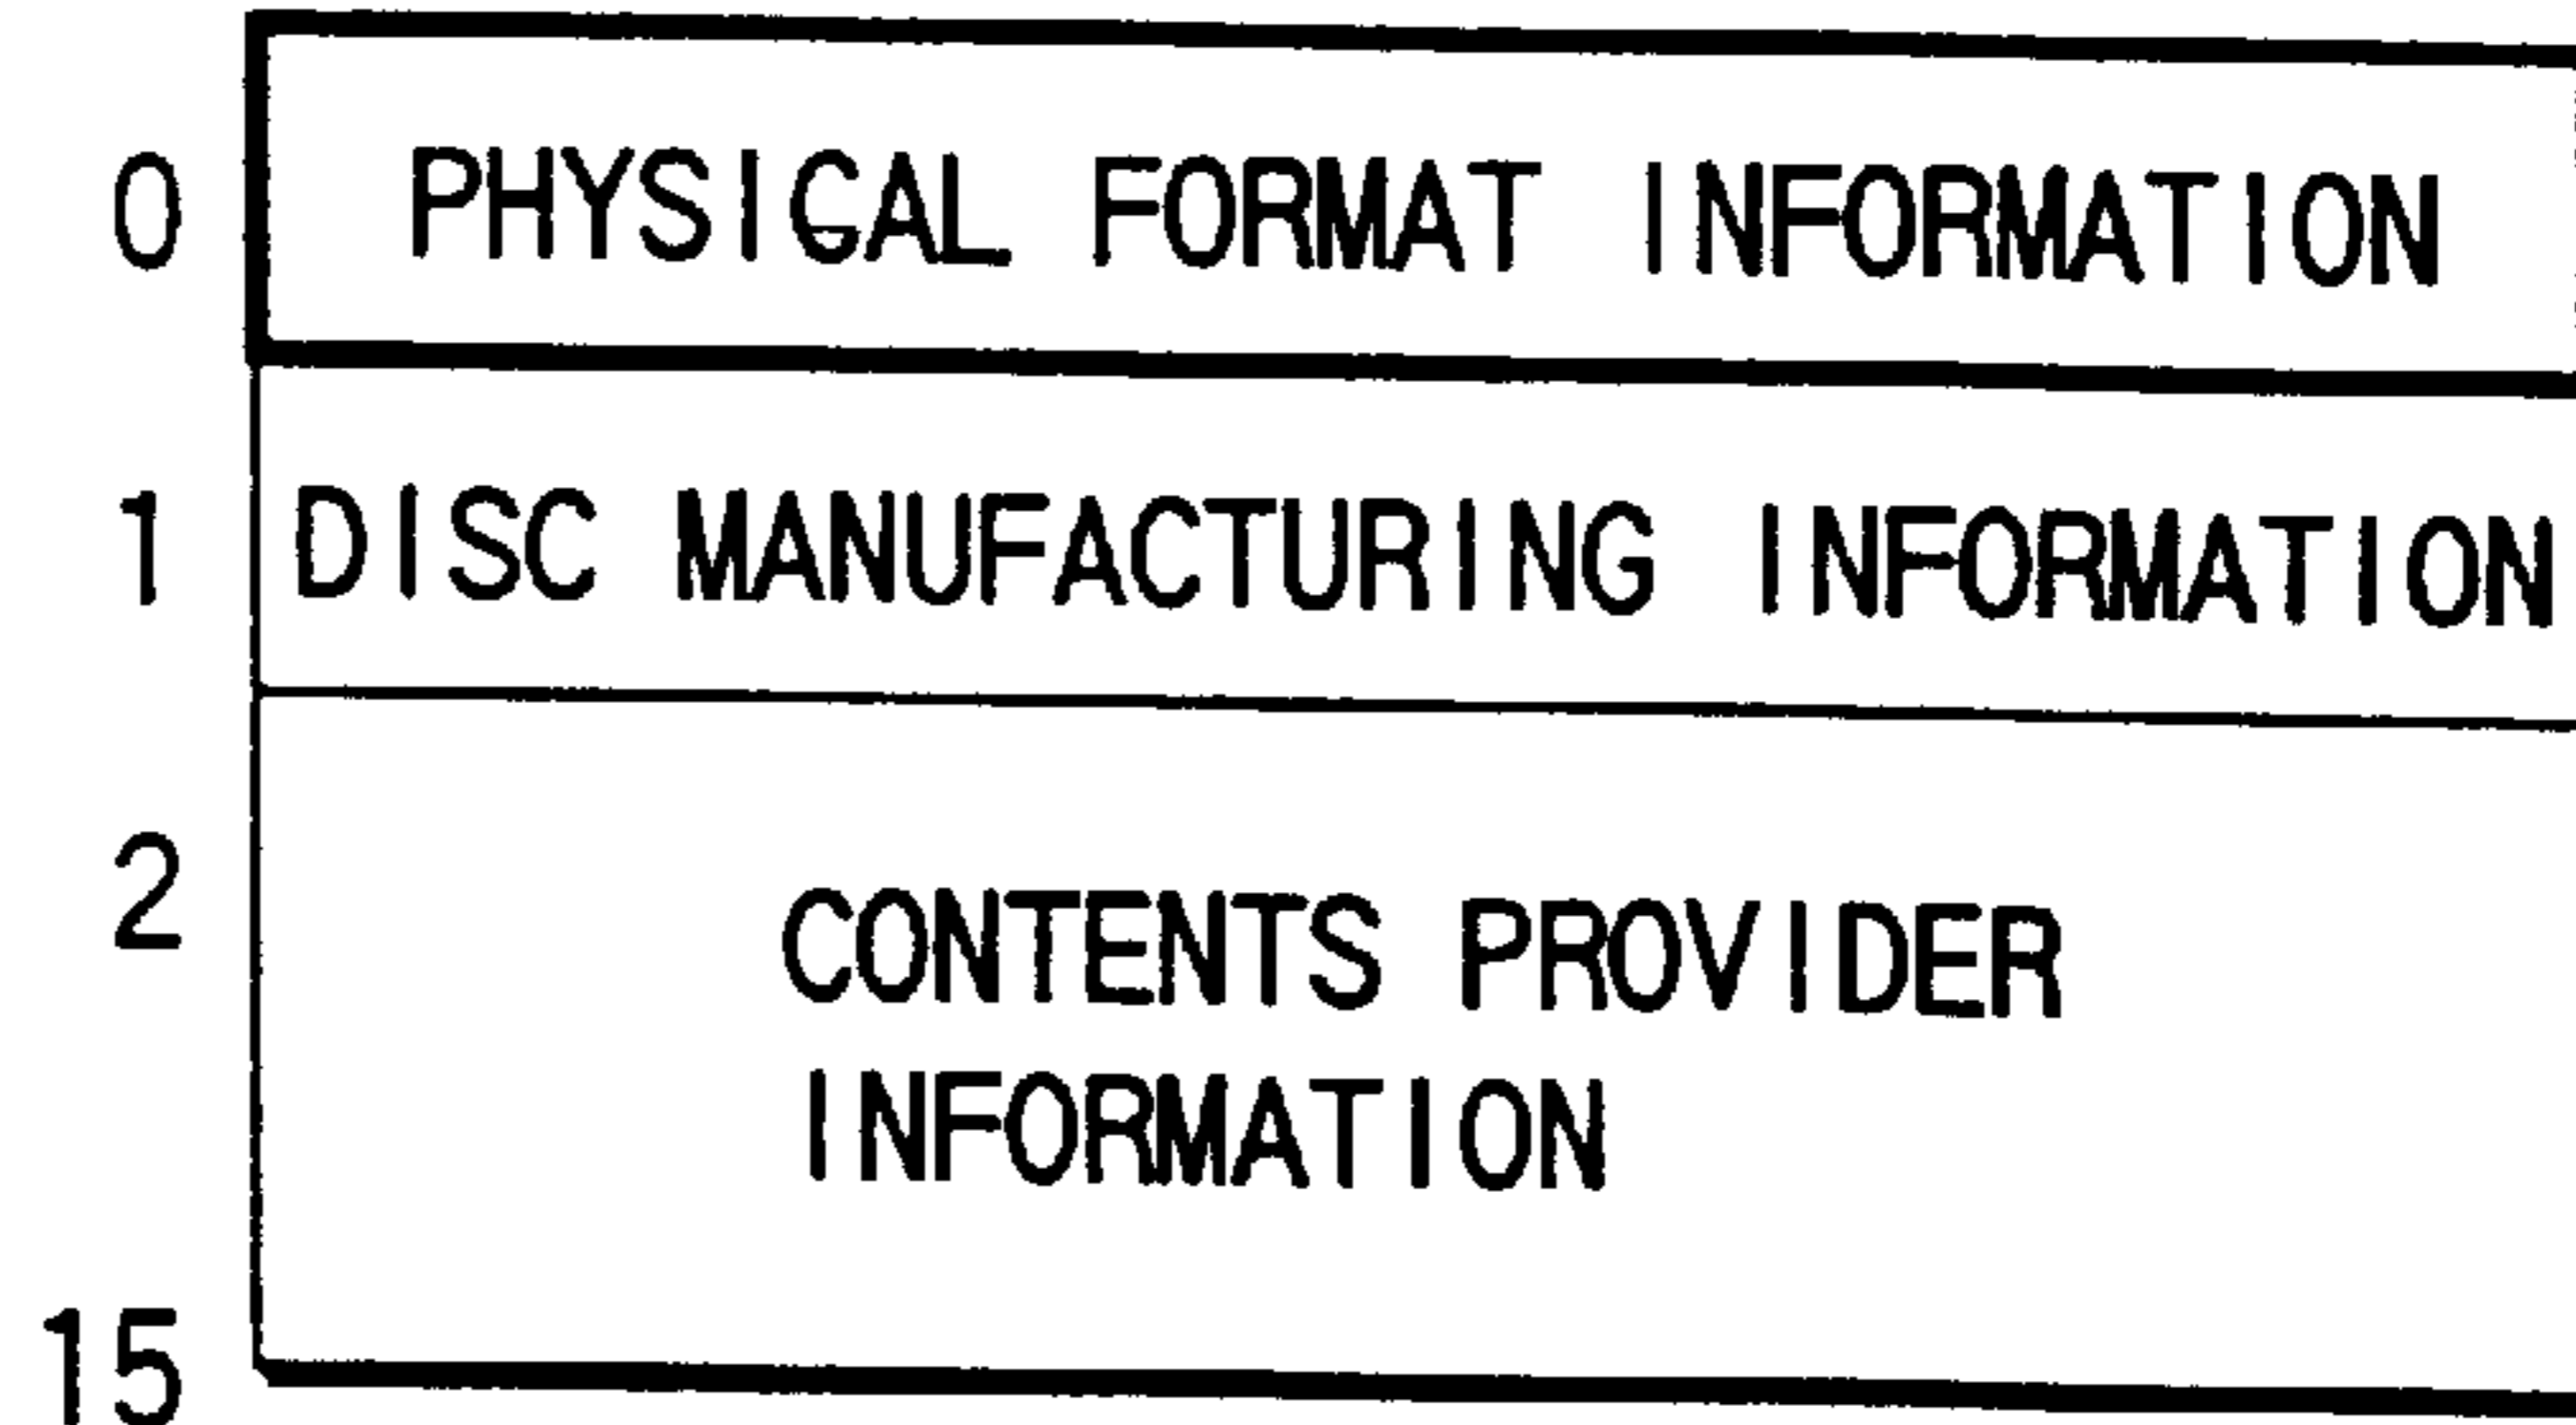 0 PHYSICAL FORMAT INFORMATION
1 DISC MANUFACTURING INFORMATION
2
CONTENTS PROVIDER
INFORMATION
15